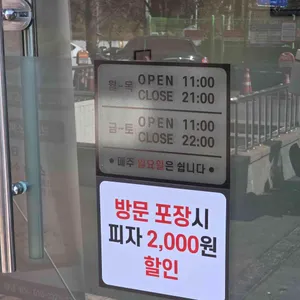 월~목 OPEN 11:00
CLOSE 21:00
금~토 OPEN 11:00
CLOSE 22:00
• 매주 일요일은 쉽니다 •
방문 포장시
피자 2,000원
할인